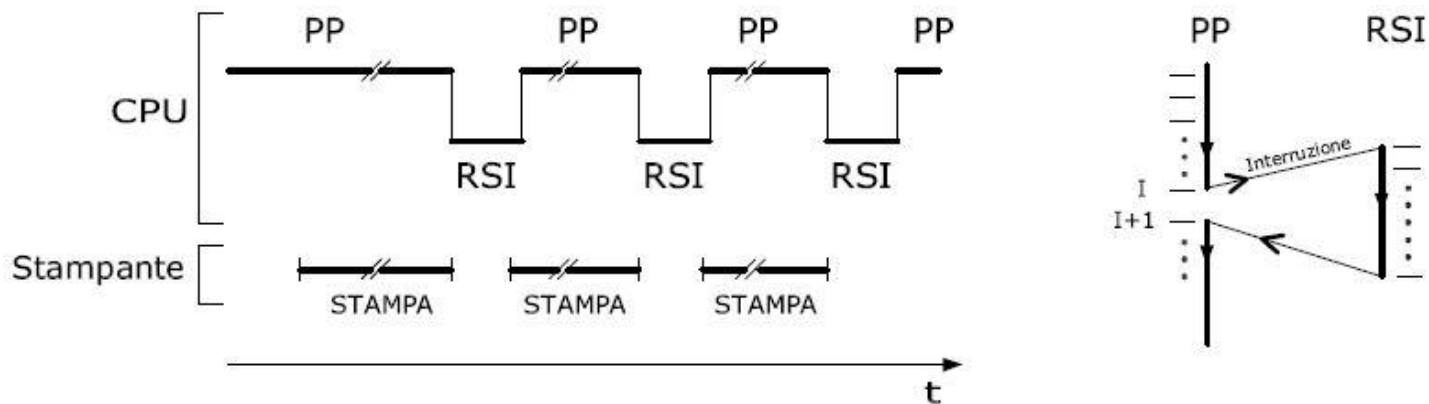 PP PP PP PP
CPU
RSI RSI RSI
Stampante
STAMPA STAMPA STAMPA
t
PP RSI
Interruzione
I
I+1